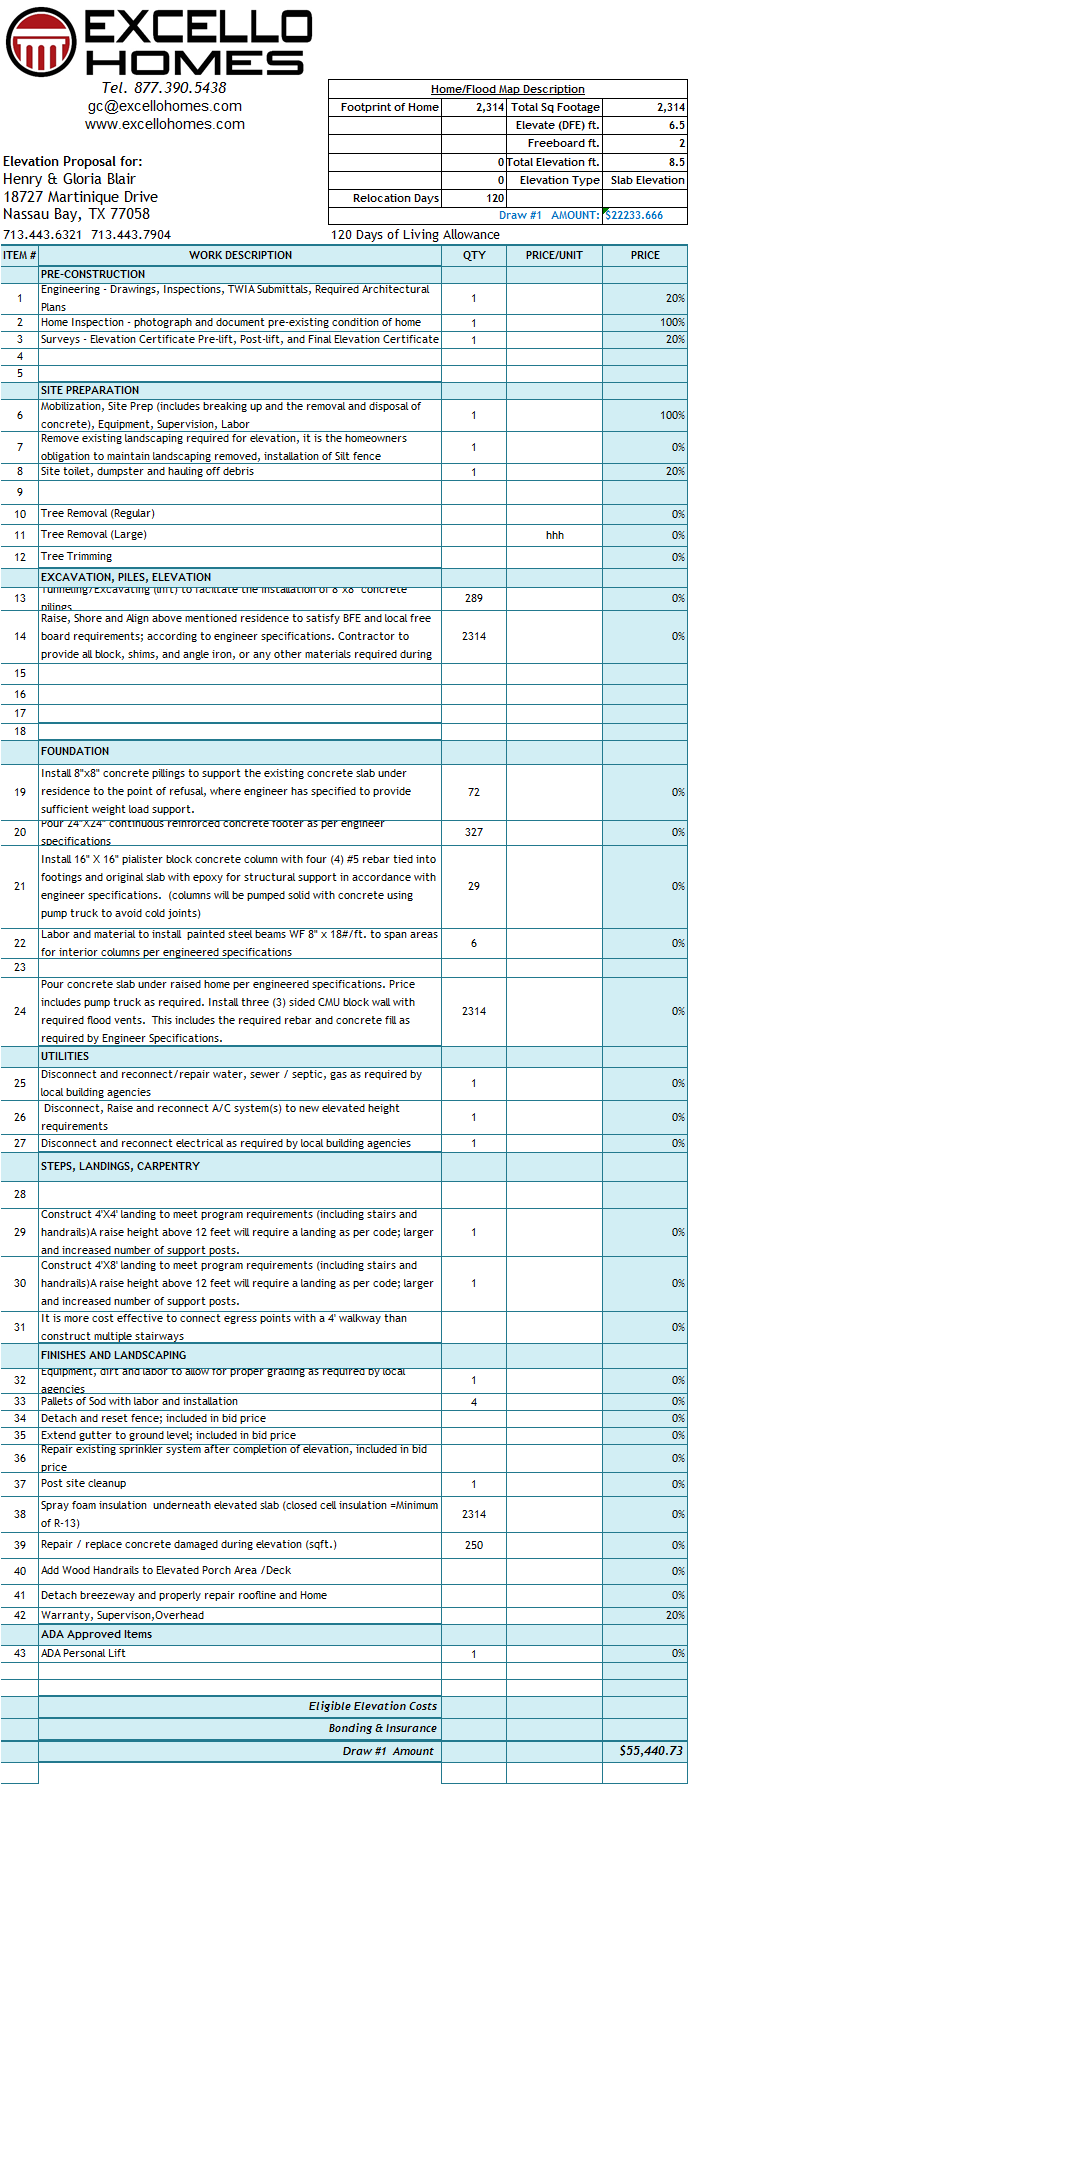 EXCELLO
HOMES
Tel. 877.390.5438
gc@excellohomes.com
www.excellohomes.com
Home/Flood Map Description
Footprint of Home 2,314 Total Sq Footage 2,314
Elevate (DFE) ft. 6.5
Freeboard ft. 2
Elevation Proposal for:
0 Total Elevation ft. 8.5
Henry & Gloria Blair
0 Elevation Type Slab Elevation
18727 Martinique Drive
Relocation Days 120
Nassau Bay, TX 77058
Draw #1 AMOUNT: $22233.666
713.443.6321 713.443.7904
120 Days of Living Allowance
ITEM # WORK DESCRIPTION QTY PRICE/UNIT PRICE
PRE-CONSTRUCTION
1 Engineering - Drawings, Inspections, TWIA Submittals, Required Architectural
Plans 1 20%
2 Home Inspection - photograph and document pre-existing condition of home 1 100%
3 Surveys - Elevation Certificate Pre-lift, Post-lift, and Final Elevation Certificate 1 20%
4
5
SITE PREPARATION
6 Mobilization, Site Prep (includes breaking up and the removal and disposal of
concrete), Equipment, Supervision, Labor 1 100%
7 Remove existing landscaping required for elevation, it is the homeowners
obligation to maintain landscaping removed, installation of Silt fence 1 0%
8 Site toilet, dumpster and hauling off debris 1 20%
9
10 Tree Removal (Regular) 0%
11 Tree Removal (Large) hhh 0%
12 Tree Trimming 0%
EXCAVATION, PILES, ELEVATION
13 Tunneling/Excavating (lnft) to facilitate the installation of 8"x8" concrete
pilings 289 0%
14 Raise, Shore and Align above mentioned residence to satisfy BFE and local free
board requirements; according to engineer specifications. Contractor to
provide all block, shims, and angle iron, or any other materials required during 2314 0%
15
16
17
18
FOUNDATION
19 Install 8"x8" concrete pillings to support the existing concrete slab under
residence to the point of refusal, where engineer has specified to provide
sufficient weight load support. 72 0%
20 Pour 24"X24" continuous reinforced concrete footer as per engineer
specifications 327 0%
21 Install 16" X 16" pialister block concrete column with four (4) #5 rebar tied into
footings and original slab with epoxy for structural support in accordance with
engineer specifications. (columns will be pumped solid with concrete using
pump truck to avoid cold joints) 29 0%
22 Labor and material to install painted steel beams WF 8" x 18#/ft. to span areas
for interior columns per engineered specifications 6 0%
23
24 Pour concrete slab under raised home per engineered specifications. Price
includes pump truck as required. Install three (3) sided CMU block wall with
required flood vents. This includes the required rebar and concrete fill as
required by Engineer Specifications. 2314 0%
UTILITIES
25 Disconnect and reconnect/repair water, sewer / septic, gas as required by
local building agencies 1 0%
26 Disconnect, Raise and reconnect A/C system(s) to new elevated height
requirements 1 0%
27 Disconnect and reconnect electrical as required by local building agencies 1 0%
STEPS, LANDINGS, CARPENTRY
28
29 Construct 4'X4' landing to meet program requirements (including stairs and
handrails)A raise height above 12 feet will require a landing as per code; larger
and increased number of support posts. 1 0%
30 Construct 4'X8' landing to meet program requirements (including stairs and
handrails)A raise height above 12 feet will require a landing as per code; larger
and increased number of support posts. 1 0%
31 It is more cost effective to connect egress points with a 4' walkway than
construct multiple stairways 0%
FINISHES AND LANDSCAPING
32 Equipment, dirt and labor to allow for proper grading as required by local
agencies 1 0%
33 Pallets of Sod with labor and installation 4 0%
34 Detach and reset fence; included in bid price 0%
35 Extend gutter to ground level; included in bid price 0%
36 Repair existing sprinkler system after completion of elevation, included in bid
price 0%
37 Post site cleanup 1 0%
38 Spray foam insulation underneath elevated slab (closed cell insulation =Minimum
of R-13) 2314 0%
39 Repair / replace concrete damaged during elevation (sqft.) 250 0%
40 Add Wood Handrails to Elevated Porch Area /Deck 0%
41 Detach breezeway and properly repair roofline and Home 0%
42 Warranty, Supervison,Overhead 20%
ADA Approved Items
43 ADA Personal Lift 1 0%
Eligible Elevation Costs
Bonding & Insurance
Draw #1 Amount $55,440.73